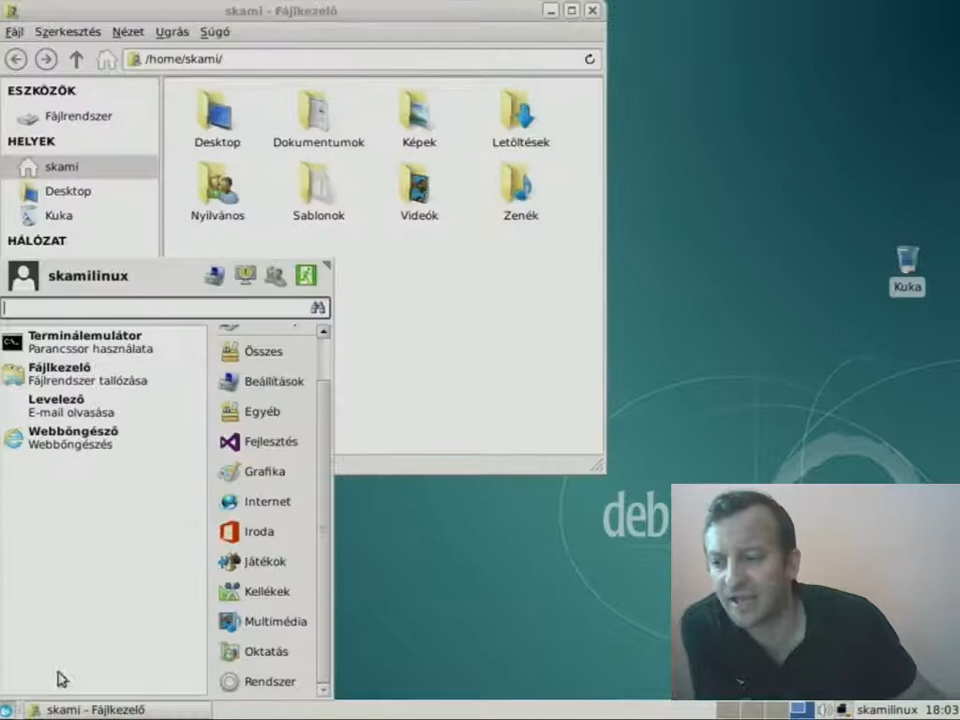 skami - Fájlkezelő
Fájl Szerkesztés Nézet Ugrás Súgó
/home/skami/
ESZKÖZÖK
Fájlrendszer
HELYEK
skami
Desktop
Kuka
HÁLÓZAT
Desktop Dokumentumok Képek Letöltések
Nyilvános Sablonok Videók Zenék
Kuka
skamilinux
Terminálemulátor
Parancssor használata
Fájlkezelő
Fájlrendszer tallózása
Levelező
E-mail olvasása
Webböngésző
Webböngészés
Összes
Beállítások
Egyéb
Fejlesztés
Grafika
Internet
Iroda
Játékok
Kellékek
Multimédia
Oktatás
Rendszer
deb
skami - Fájlkezelő
skamilinux 18:03